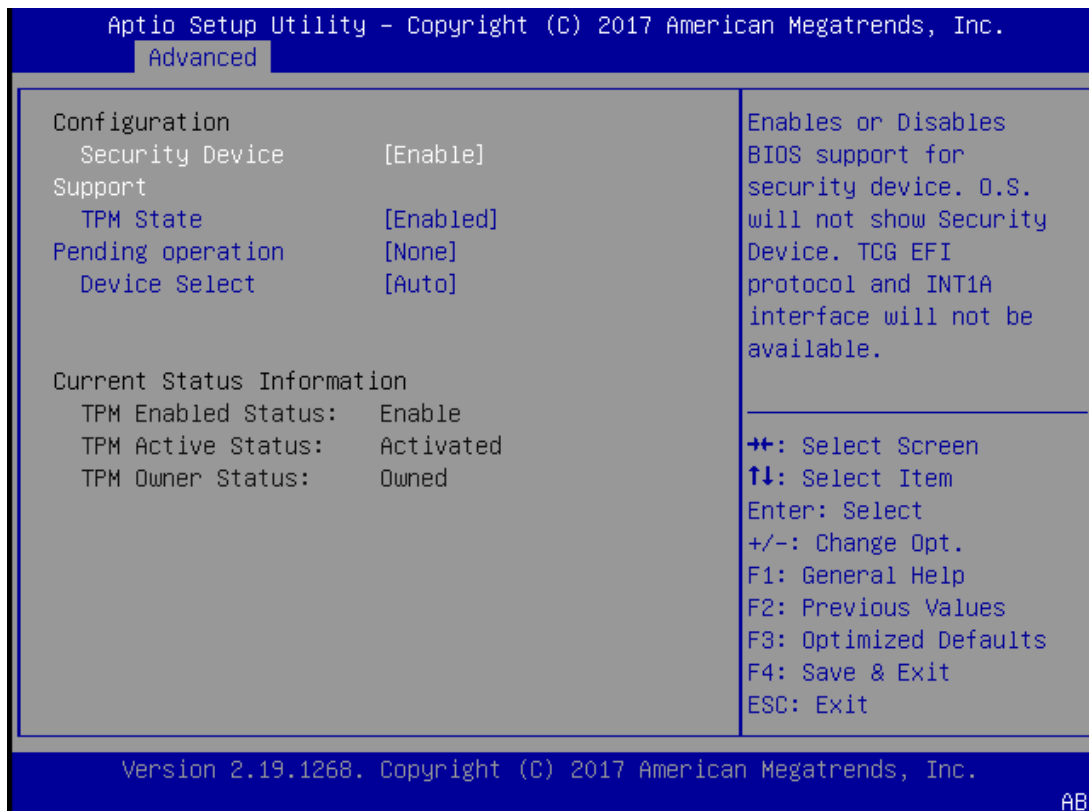 Aptio Setup Utility – Copyright (C) 2017 American Megatrends, Inc.
Advanced
Configuration
Security Device [Enable]
Support
TPM State [Enabled]
Pending operation [None]
Device Select [Auto]
Current Status Information
TPM Enabled Status: Enable
TPM Active Status: Activated
TPM Owner Status: Owned
Enables or Disables
BIOS support for
security device. O.S.
will not show Security
Device. TCG EFI
protocol and INT1A
interface will not be
available.
→←: Select Screen
↑↓: Select Item
Enter: Select
+/-: Change Opt.
F1: General Help
F2: Previous Values
F3: Optimized Defaults
F4: Save & Exit
ESC: Exit
Version 2.19.1268. Copyright (C) 2017 American Megatrends, Inc.
AB